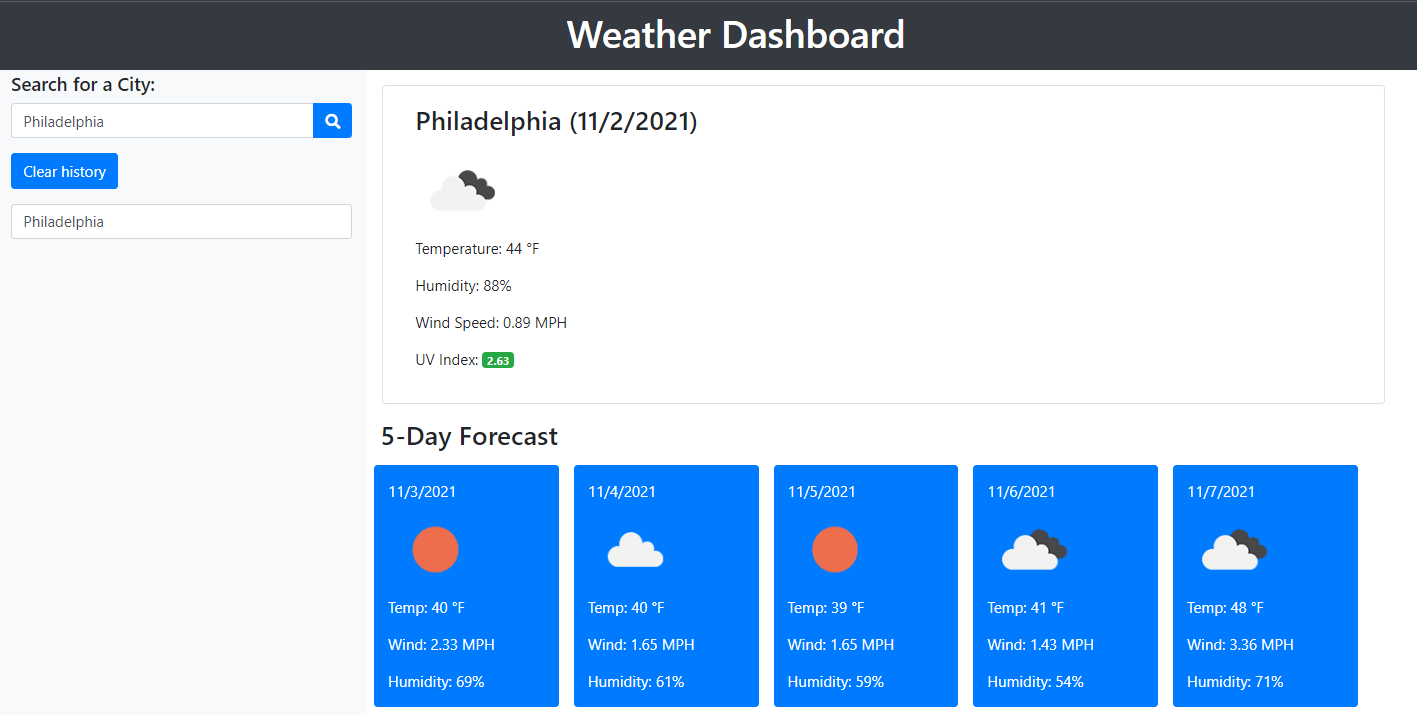 Weather Dashboard
Search for a City:
Philadelphia
Clear history
Philadelphia
Philadelphia (11/2/2021)
Temperature: 44 °F
Humidity: 88%
Wind Speed: 0.89 MPH
UV Index: 2.63
5-Day Forecast
11/3/2021
Temp: 40 °F
Wind: 2.33 MPH
Humidity: 69%
11/4/2021
Temp: 40 °F
Wind: 1.65 MPH
Humidity: 61%
11/5/2021
Temp: 39 °F
Wind: 1.65 MPH
Humidity: 59%
11/6/2021
Temp: 41 °F
Wind: 1.43 MPH
Humidity: 54%
11/7/2021
Temp: 48 °F
Wind: 3.36 MPH
Humidity: 71%